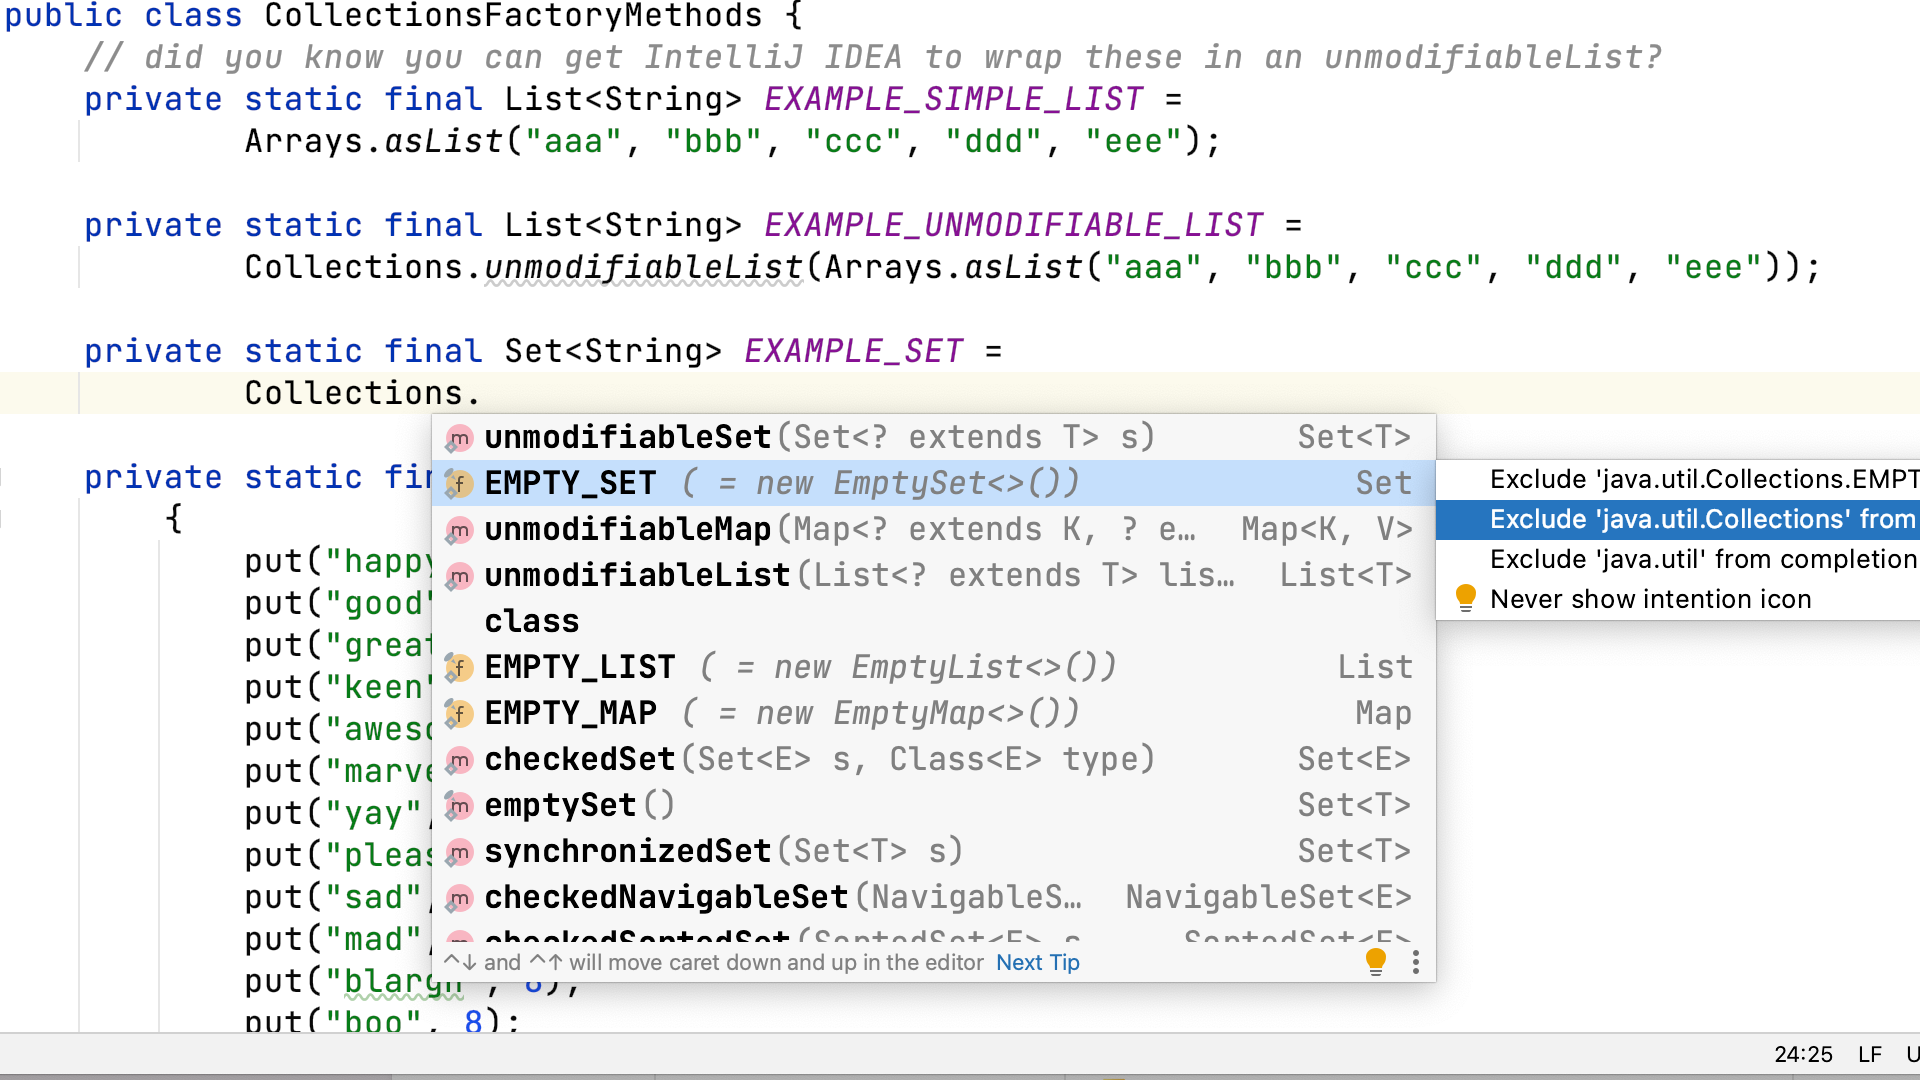 public class CollectionsFactoryMethods {
// did you know you can get IntelliJ IDEA to wrap these in an unmodifiableList?
private static final List<String> EXAMPLE_SIMPLE_LIST =
Arrays.asList("aaa", "bbb", "ccc", "ddd", "eee");
private static final List<String> EXAMPLE_UNMODIFIABLE_LIST =
Collections.unmodifiableList(Arrays.asList("aaa", "bbb", "ccc", "ddd", "eee"));
private static final Set<String> EXAMPLE_SET =
Collections.
private static fin
{
put("happy
put("good"
put("great
put("keen"
put("aweso
put("marve
put("yay",
put("pleas
put("sad",
put("mad",
put("blargh", 8);
put("boo", 8);
unmodifiableSet(Set<? extends T> s) Set<T>
EMPTY_SET ( = new EmptySet<>()) Set
unmodifiableMap(Map<? extends K, ? e… Map<K, V>
unmodifiableList(List<? extends T> lis… List<T>
class
EMPTY_LIST ( = new EmptyList<>()) List
EMPTY_MAP ( = new EmptyMap<>()) Map
checkedSet(Set<E> s, Class<E> type) Set<E>
emptySet() Set<T>
synchronizedSet(Set<T> s) Set<T>
checkedNavigableSet(NavigableS… NavigableSet<E>
checkedSortedSet(SortedSet<E> s SortedSet<E>
^↓ and ^↑ will move caret down and up in the editor Next Tip
Exclude 'java.util.Collections.EMPT
Exclude 'java.util.Collections' from
Exclude 'java.util' from completion
Never show intention icon
24:25 LF U